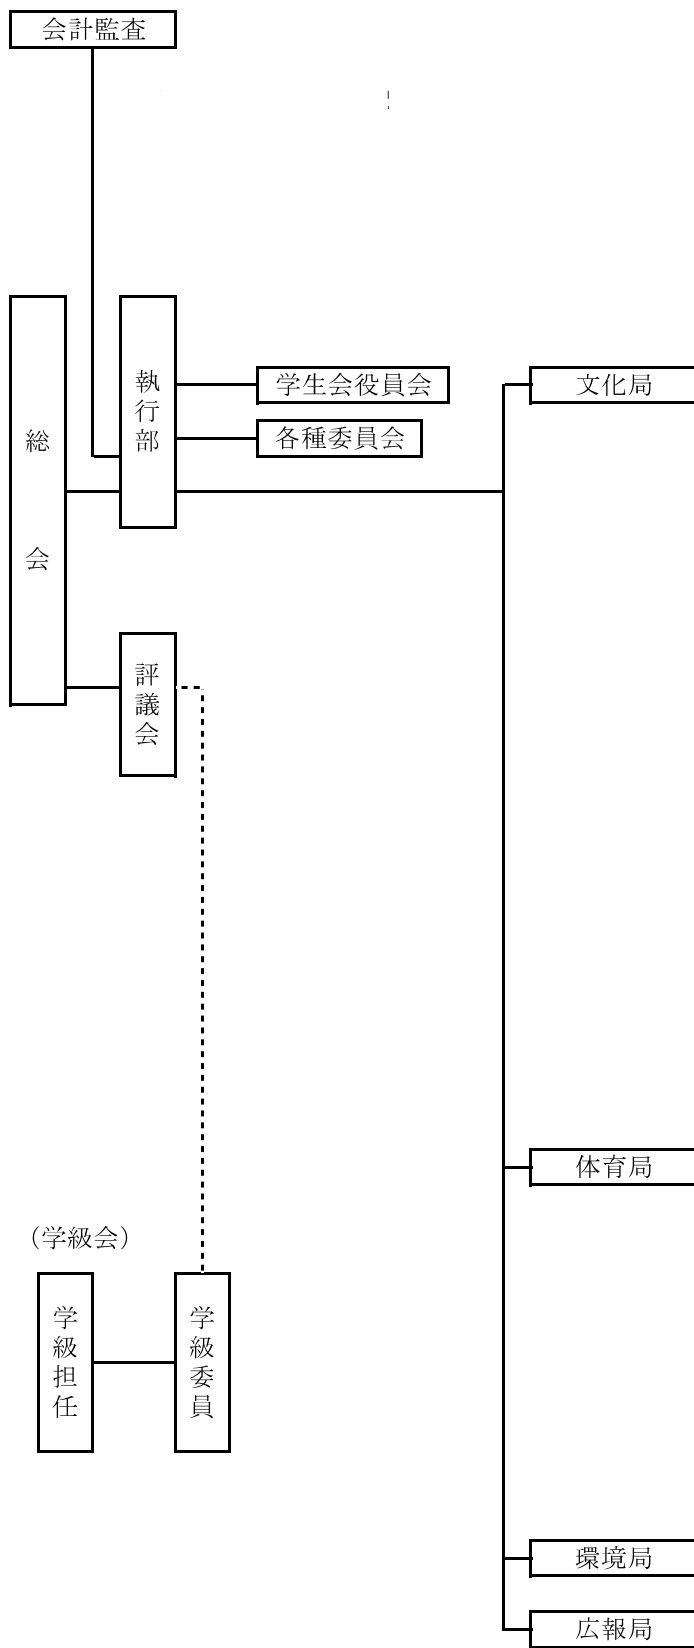 会計監査
総会
執行部
学生会役員会
各種委員会
文化局
評議会
体育局
（学級会）
学級担任
学級委員
環境局
広報局